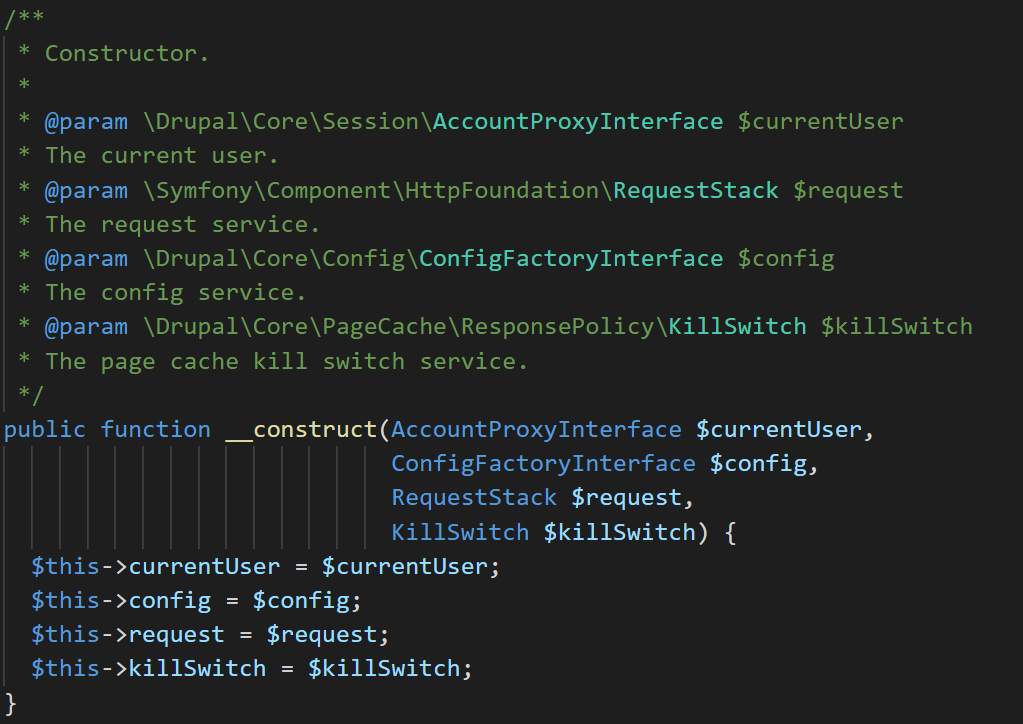 /**
 * Constructor.
 *
 * @param \Drupal\Core\Session\AccountProxyInterface $currentUser
 * The current user.
 * @param \Symfony\Component\HttpFoundation\RequestStack $request
 * The request service.
 * @param \Drupal\Core\Config\ConfigFactoryInterface $config
 * The config service.
 * @param \Drupal\Core\PageCache\ResponsePolicy\KillSwitch $killSwitch
 * The page cache kill switch service.
 */
public function __construct(AccountProxyInterface $currentUser,
                            ConfigFactoryInterface $config,
                            RequestStack $request,
                            KillSwitch $killSwitch) {
  $this->currentUser = $currentUser;
  $this->config = $config;
  $this->request = $request;
  $this->killSwitch = $killSwitch;
}